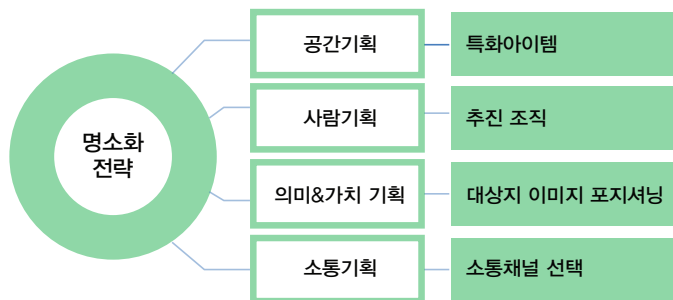 명소화
전략
공간기획
특화아이템
사람기획
추진 조직
의미&가치 기획
대상지 이미지 포지셔닝
소통기획
소통채널 선택